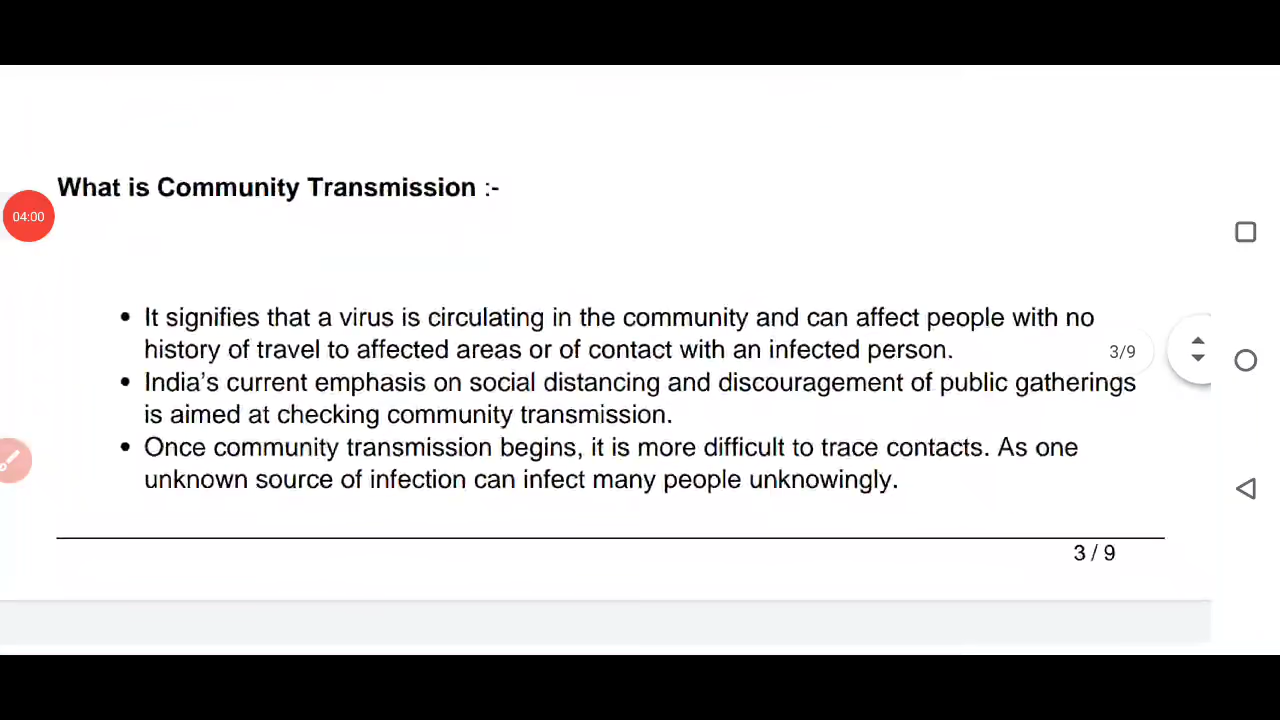 What is Community Transmission :-
04:00
• It signifies that a virus is circulating in the community and can affect people with no
history of travel to affected areas or of contact with an infected person.
3/9
• India’s current emphasis on social distancing and discouragement of public gatherings
is aimed at checking community transmission.
• Once community transmission begins, it is more difficult to trace contacts. As one
unknown source of infection can infect many people unknowingly.
3 / 9